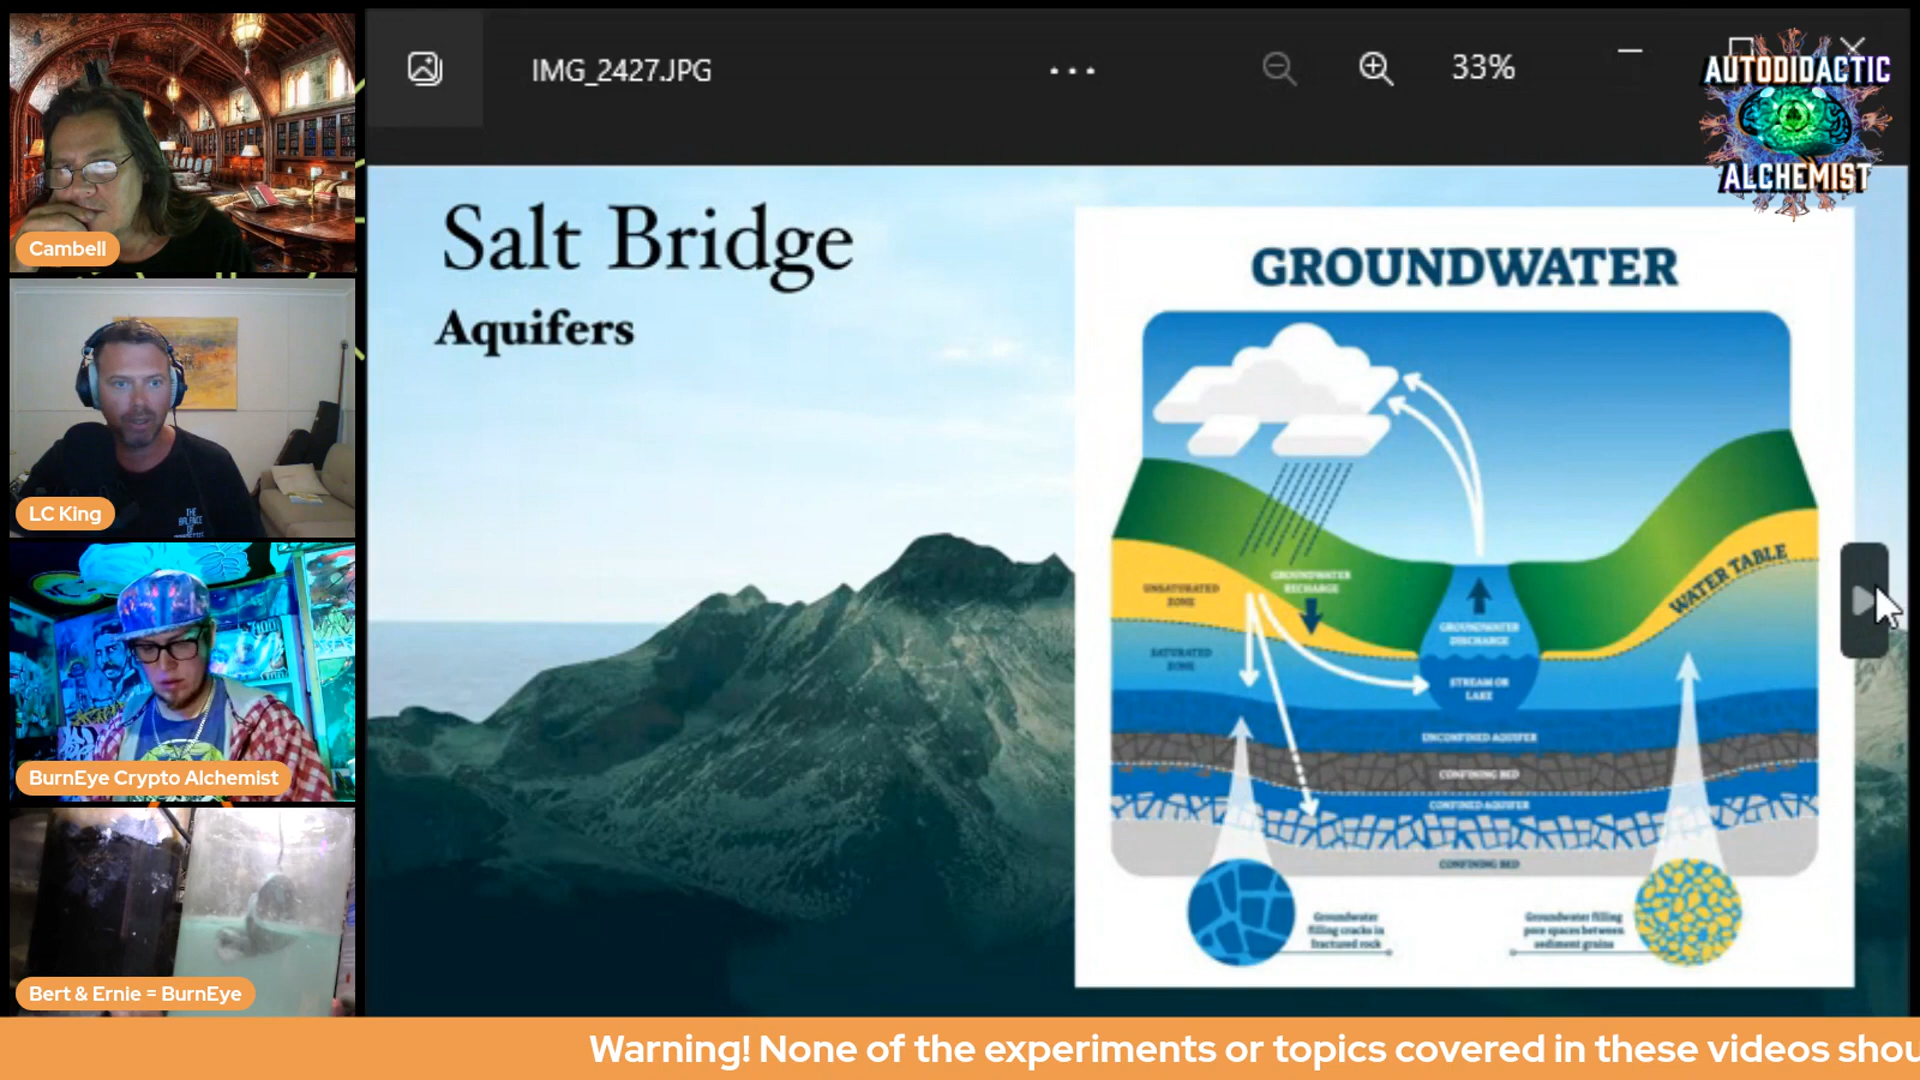 Cambell
LC King
THE
BALANCE
OF
BurnEye Crypto Alchemist
Bert & Ernie = BurnEye
IMG_2427.JPG
33%
AUTODIDACTIC
ALCHEMIST
Salt Bridge
Aquifers
GROUNDWATER
UNSATURATED
ZONE
GROUNDWATER
RECHARGE
WATER TABLE
SATURATED
ZONE
GROUNDWATER
DISCHARGE
STREAM OR
LAKE
UNCONFINED AQUIFER
CONFINING BED
CONFINED AQUIFER
CONFINING BED
Groundwater
filling cracks in
fractured rock
Groundwater filling
pore spaces between
sediment grains
Warning! None of the experiments or topics covered in these videos shou